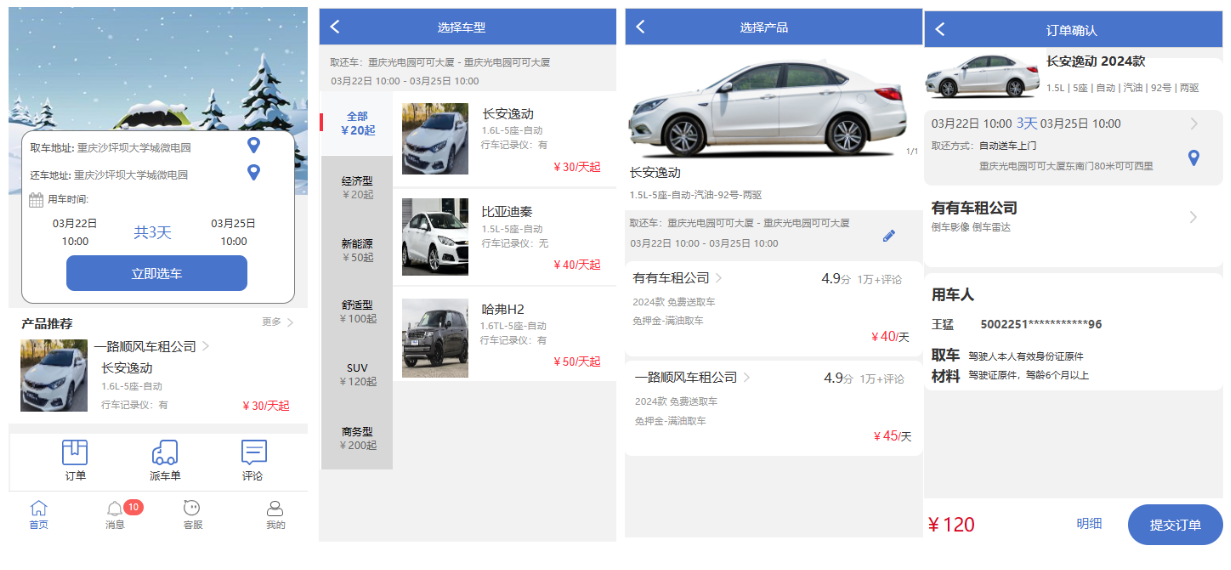 取车地址: 重庆沙坪坝大学城微电园
还车地址: 重庆沙坪坝大学城微电园
用车时间:
03月22日
10:00
共3天
03月25日
10:00
立即选车
产品推荐
更多
一路顺风车租公司
长安逸动
1.6L-5座-自动
行车记录仪：有
￥30/天起
订单
派车单
评论
首页
消息
10
客服
我的
选择车型
取还车：重庆光电园可可大厦 - 重庆光电园可可大厦
03月22日 10:00 - 03月25日 10:00
全部
￥20起
经济型
￥20起
新能源
￥50起
舒适型
￥100起
SUV
￥120起
商务型
￥200起
长安逸动
1.6L-5座-自动
行车记录仪：有
￥30/天起
比亚迪秦
1.5L-5座-自动
行车记录仪：无
￥40/天起
哈弗H2
1.6TL-5座-自动
行车记录仪：有
￥50/天起
选择产品
1/1
长安逸动
1.5L-5座-自动-汽油-92号-两驱
取还车：重庆光电园可可大厦 - 重庆光电园可可大厦
03月22日 10:00 - 03月25日 10:00
有有车租公司
4.9分 1万+评论
2024款 免费送取车
免押金-满油取车
￥40/天
一路顺风车租公司
4.9分 1万+评论
2024款 免费送取车
免押金-满油取车
￥45/天
订单确认
长安逸动 2024款
1.5L | 5座 | 自动 | 汽油 | 92号 | 两驱
03月22日 10:00 3天 03月25日 10:00
取还方式：自动送车上门
重庆光电园可可大厦东南门80米可可西里
有有车租公司
倒车影像 倒车雷达
用车人
王猛 5002251***********96
取车材料
驾驶人本人有效身份证原件
驾驶证原件，驾龄6个月以上
￥120
明细
提交订单